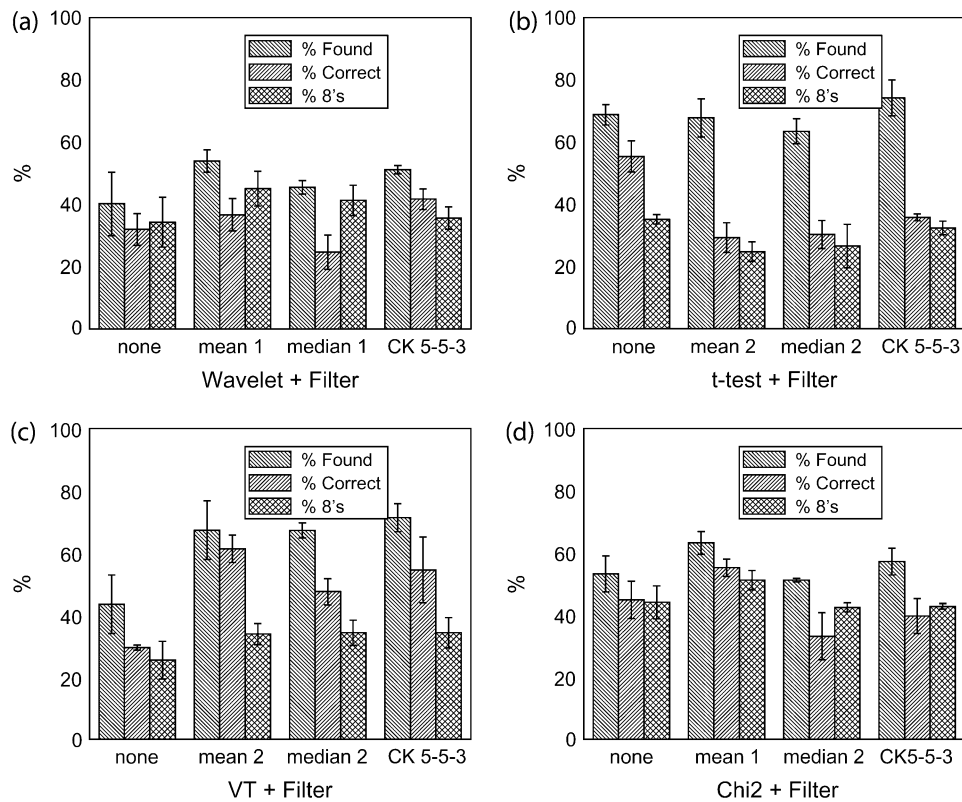 (a)
100
80
60
40
20
0
%
% Found
% Correct
% 8's
none mean 1 median 1 CK 5-5-3
Wavelet + Filter
(b)
100
80
60
40
20
0
%
% Found
% Correct
% 8's
none mean 2 median 2 CK 5-5-3
t-test + Filter
(c)
100
80
60
40
20
0
%
% Found
% Correct
% 8's
none mean 2 median 2 CK 5-5-3
VT + Filter
(d)
100
80
60
40
20
0
%
% Found
% Correct
% 8's
none mean 1 median 2 CK5-5-3
Chi2 + Filter